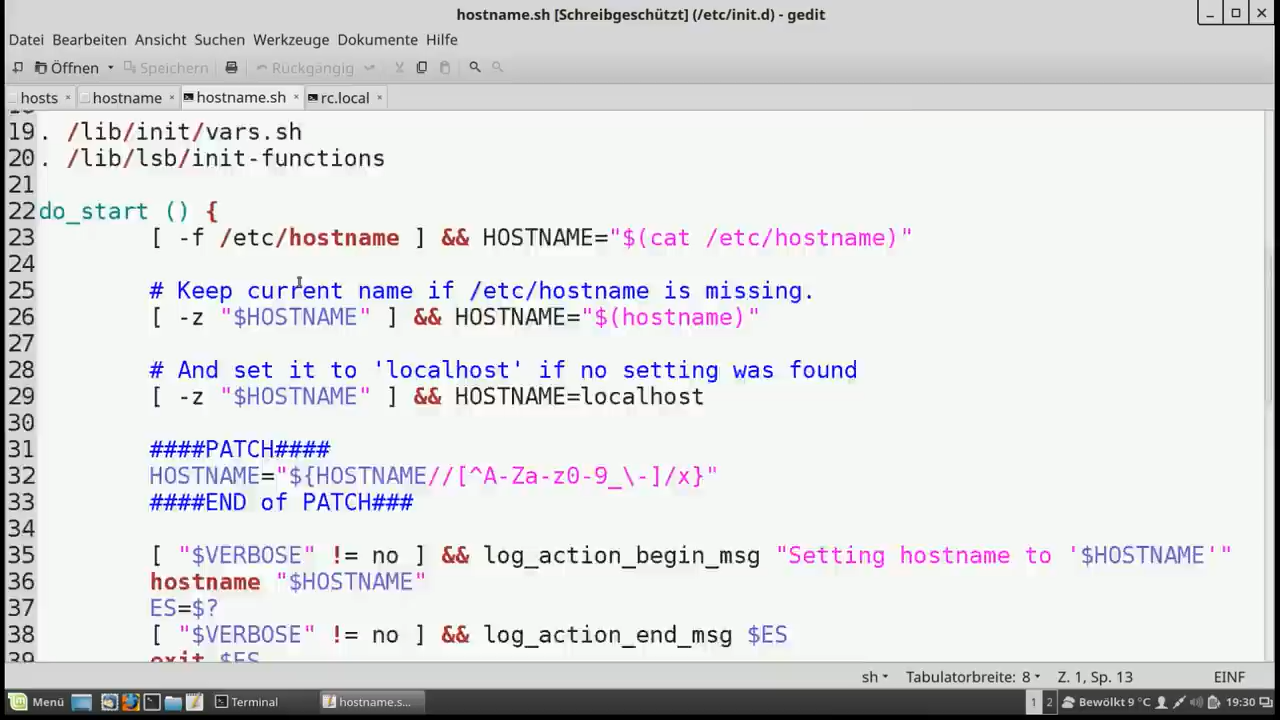 hostname.sh [Schreibgeschützt] (/etc/init.d) - gedit
Datei Bearbeiten Ansicht Suchen Werkzeuge Dokumente Hilfe
Öffnen Speichern Rückgängig
hosts × hostname × hostname.sh × rc.local ×
18
19 . /lib/init/vars.sh
20 . /lib/lsb/init-functions
21
22 do_start () {
23 [ -f /etc/hostname ] && HOSTNAME="$(cat /etc/hostname)"
24
25 # Keep current name if /etc/hostname is missing.
26 [ -z "$HOSTNAME" ] && HOSTNAME="$(hostname)"
27
28 # And set it to 'localhost' if no setting was found
29 [ -z "$HOSTNAME" ] && HOSTNAME=localhost
30
31 ####PATCH####
32 HOSTNAME="${HOSTNAME//[^A-Za-z0-9_\-]/x}"
33 ####END of PATCH###
34
35 [ "$VERBOSE" != no ] && log_action_begin_msg "Setting hostname to '$HOSTNAME'"
36 hostname "$HOSTNAME"
37 ES=$?
38 [ "$VERBOSE" != no ] && log_action_end_msg $ES
39 exit $ES
sh Tabulatorbreite: 8 Z. 1, Sp. 13 EINF
Menü Terminal hostname.s... 1 2 Bewölkt 9 °C 19:30